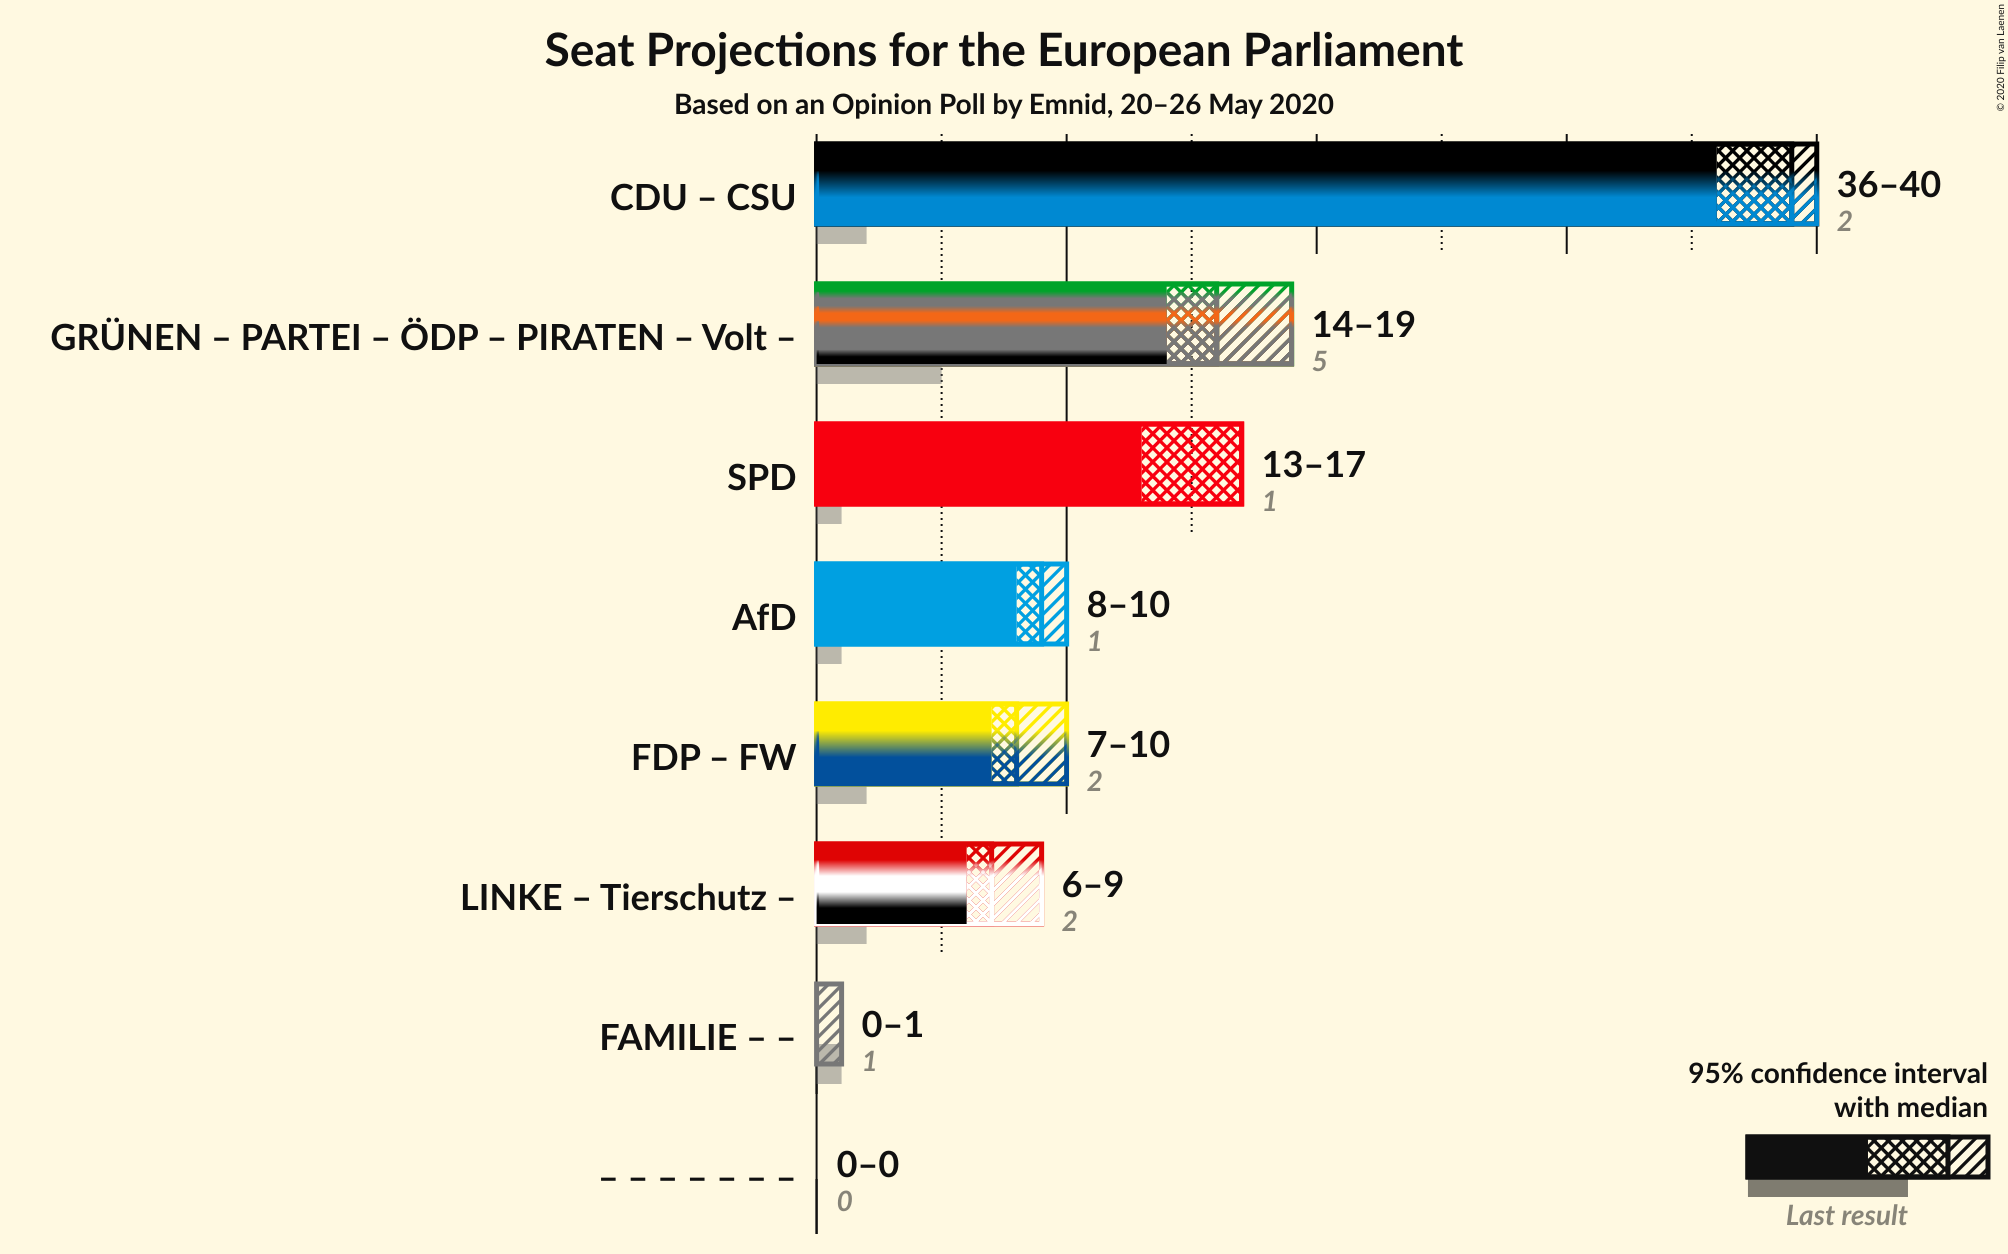 Seat Projections for the European Parliament
Based on an Opinion Poll by Emnid, 20–26 May 2020
© 2020 Filip van Laenen
CDU – CSU
36–40
2
GRÜNEN – PARTEI – ÖDP – PIRATEN – Volt –
14–19
5
SPD
13–17
1
AfD
8–10
1
FDP – FW
7–10
2
LINKE – Tierschutz –
6–9
2
FAMILIE – –
0–1
1
– – – – – – –
0–0
0
95% confidence interval
with median
Last result